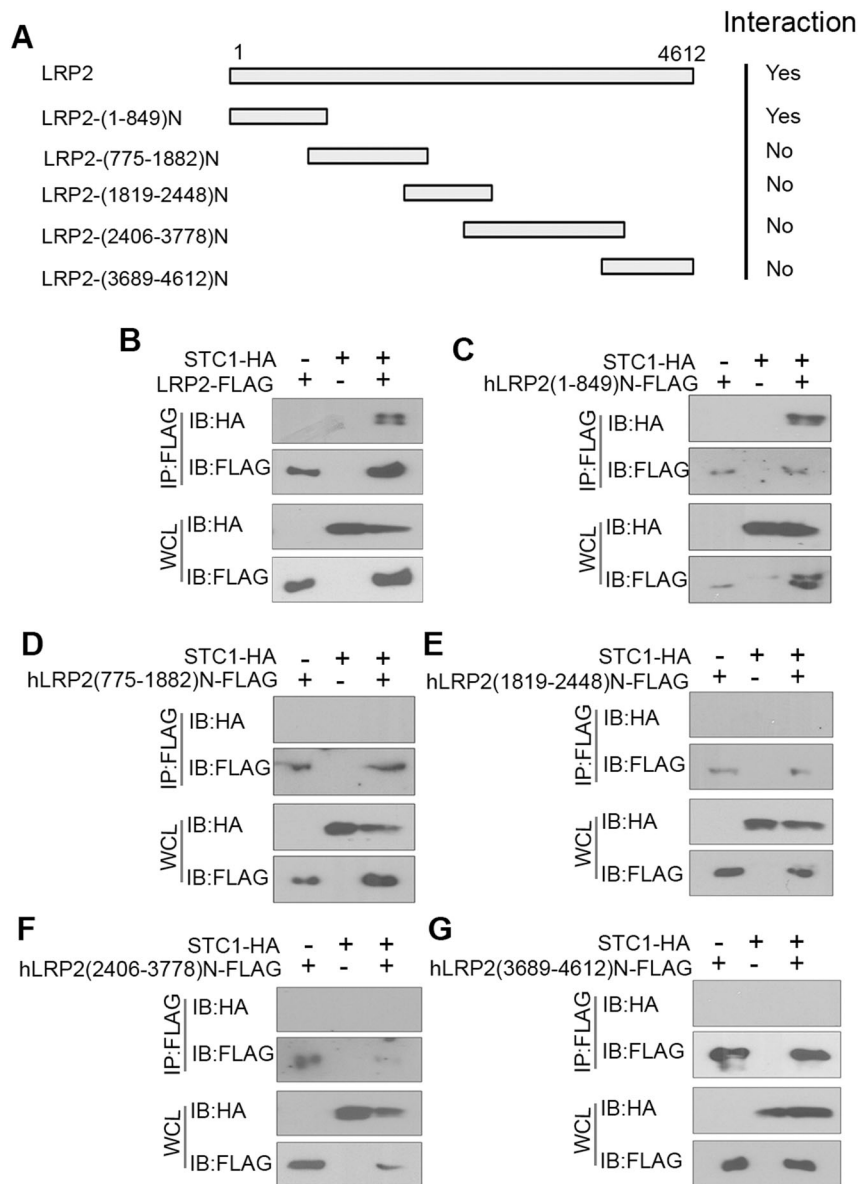 A
Interaction
1 4612
LRP2 Yes
LRP2-(1-849)N Yes
LRP2-(775-1882)N No
LRP2-(1819-2448)N No
LRP2-(2406-3778)N No
LRP2-(3689-4612)N No
B
STC1-HA - + +
LRP2-FLAG + - +
IP:FLAG
IB:HA
IB:FLAG
WCL
IB:HA
IB:FLAG
C
STC1-HA - + +
hLRP2(1-849)N-FLAG + - +
IP:FLAG
IB:HA
IB:FLAG
WCL
IB:HA
IB:FLAG
D
STC1-HA - + +
hLRP2(775-1882)N-FLAG + - +
IP:FLAG
IB:HA
IB:FLAG
WCL
IB:HA
IB:FLAG
E
STC1-HA - + +
hLRP2(1819-2448)N-FLAG + - +
IP:FLAG
IB:HA
IB:FLAG
WCL
IB:HA
IB:FLAG
F
STC1-HA - + +
hLRP2(2406-3778)N-FLAG + - +
IP:FLAG
IB:HA
IB:FLAG
WCL
IB:HA
IB:FLAG
G
STC1-HA - + +
hLRP2(3689-4612)N-FLAG + - +
IP:FLAG
IB:HA
IB:FLAG
WCL
IB:HA
IB:FLAG